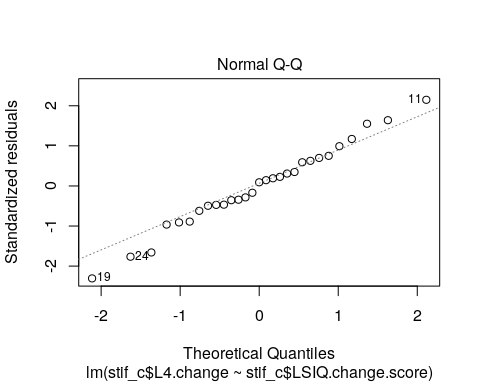 Normal Q-Q
Standardized residuals
2
1
0
-1
-2
11
24
19
-2 -1 0 1 2
Theoretical Quantiles
lm(stif_c$L4.change ~ stif_c$LSIQ.change.score)